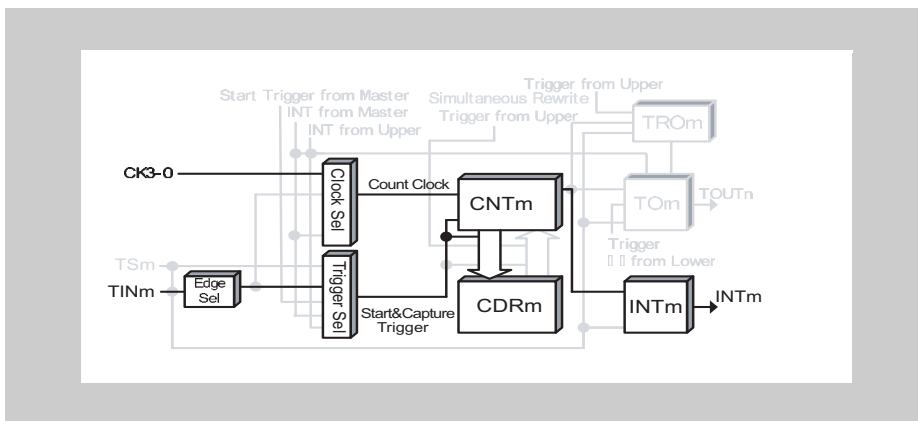 Trigger from Upper
Start Trigger from Master
Simultaneous Rewrite
INT from Master
Trigger from Upper
INT from Upper
TROm
CK3-0
Clock Sel
Count Clock
CNTm
TOm
TOUTn
Trigger
from Lower
TSm
TINm
Edge
Sel
Trigger Sel
Start&Capture
Trigger
CDRm
INTm
INTm